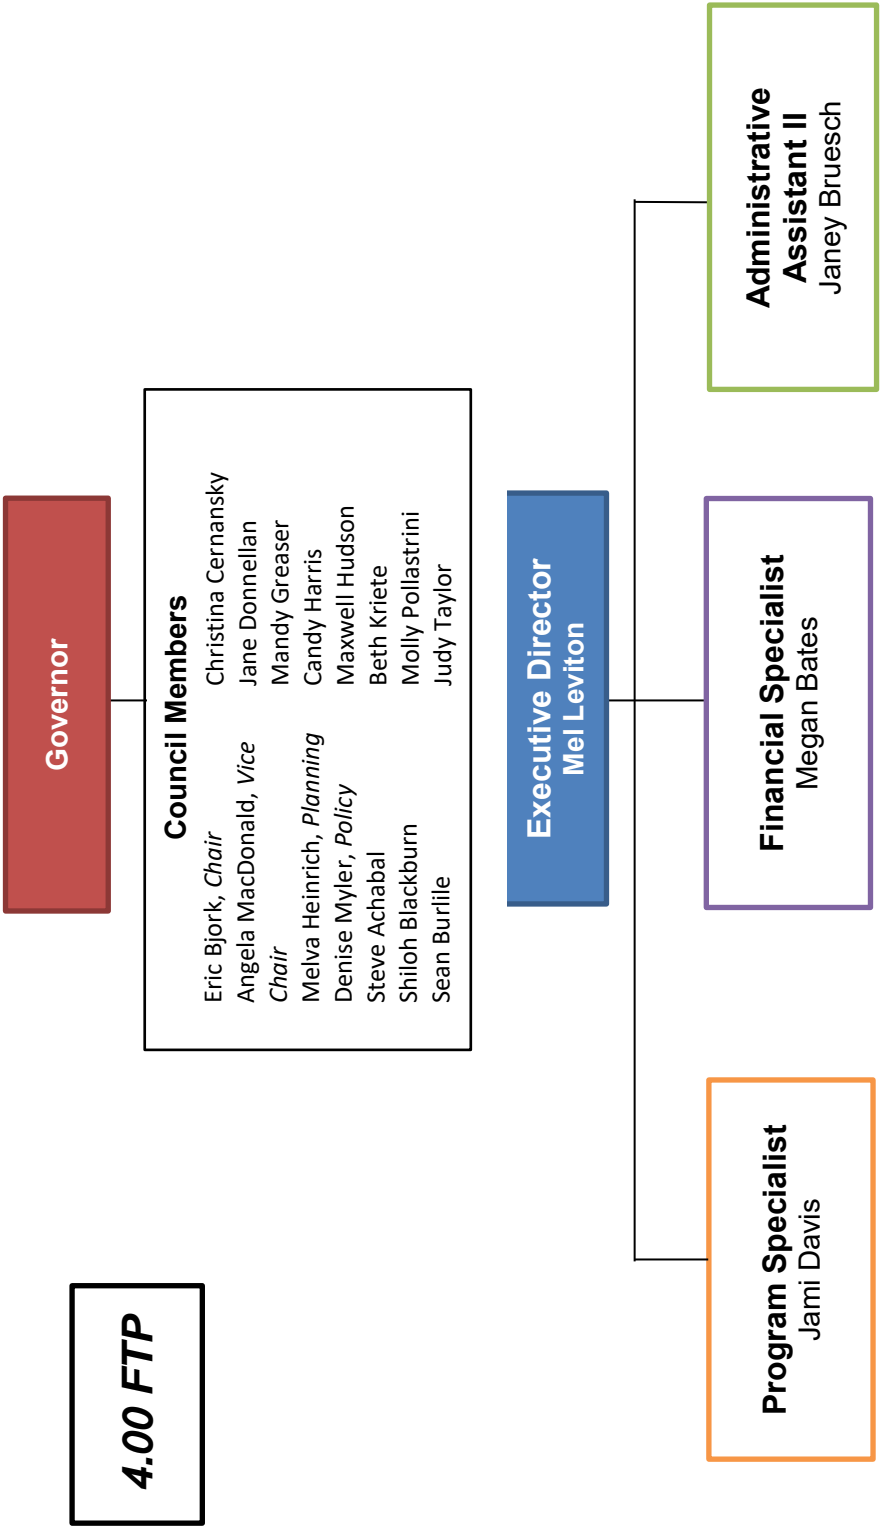 4.00 FTP
Governor
Council Members
Eric Bjork, Chair
Angela MacDonald, Vice
Chair
Melva Heinrich, Planning
Denise Myler, Policy
Steve Achabal
Shiloh Blackburn
Sean Burlile
Christina Cernansky
Jane Donnellan
Mandy Greaser
Candy Harris
Maxwell Hudson
Beth Kriete
Molly Pollastrini
Judy Taylor
Executive Director
Mel Leviton
Program Specialist
Jami Davis
Financial Specialist
Megan Bates
Administrative
Assistant II
Janey Bruesch